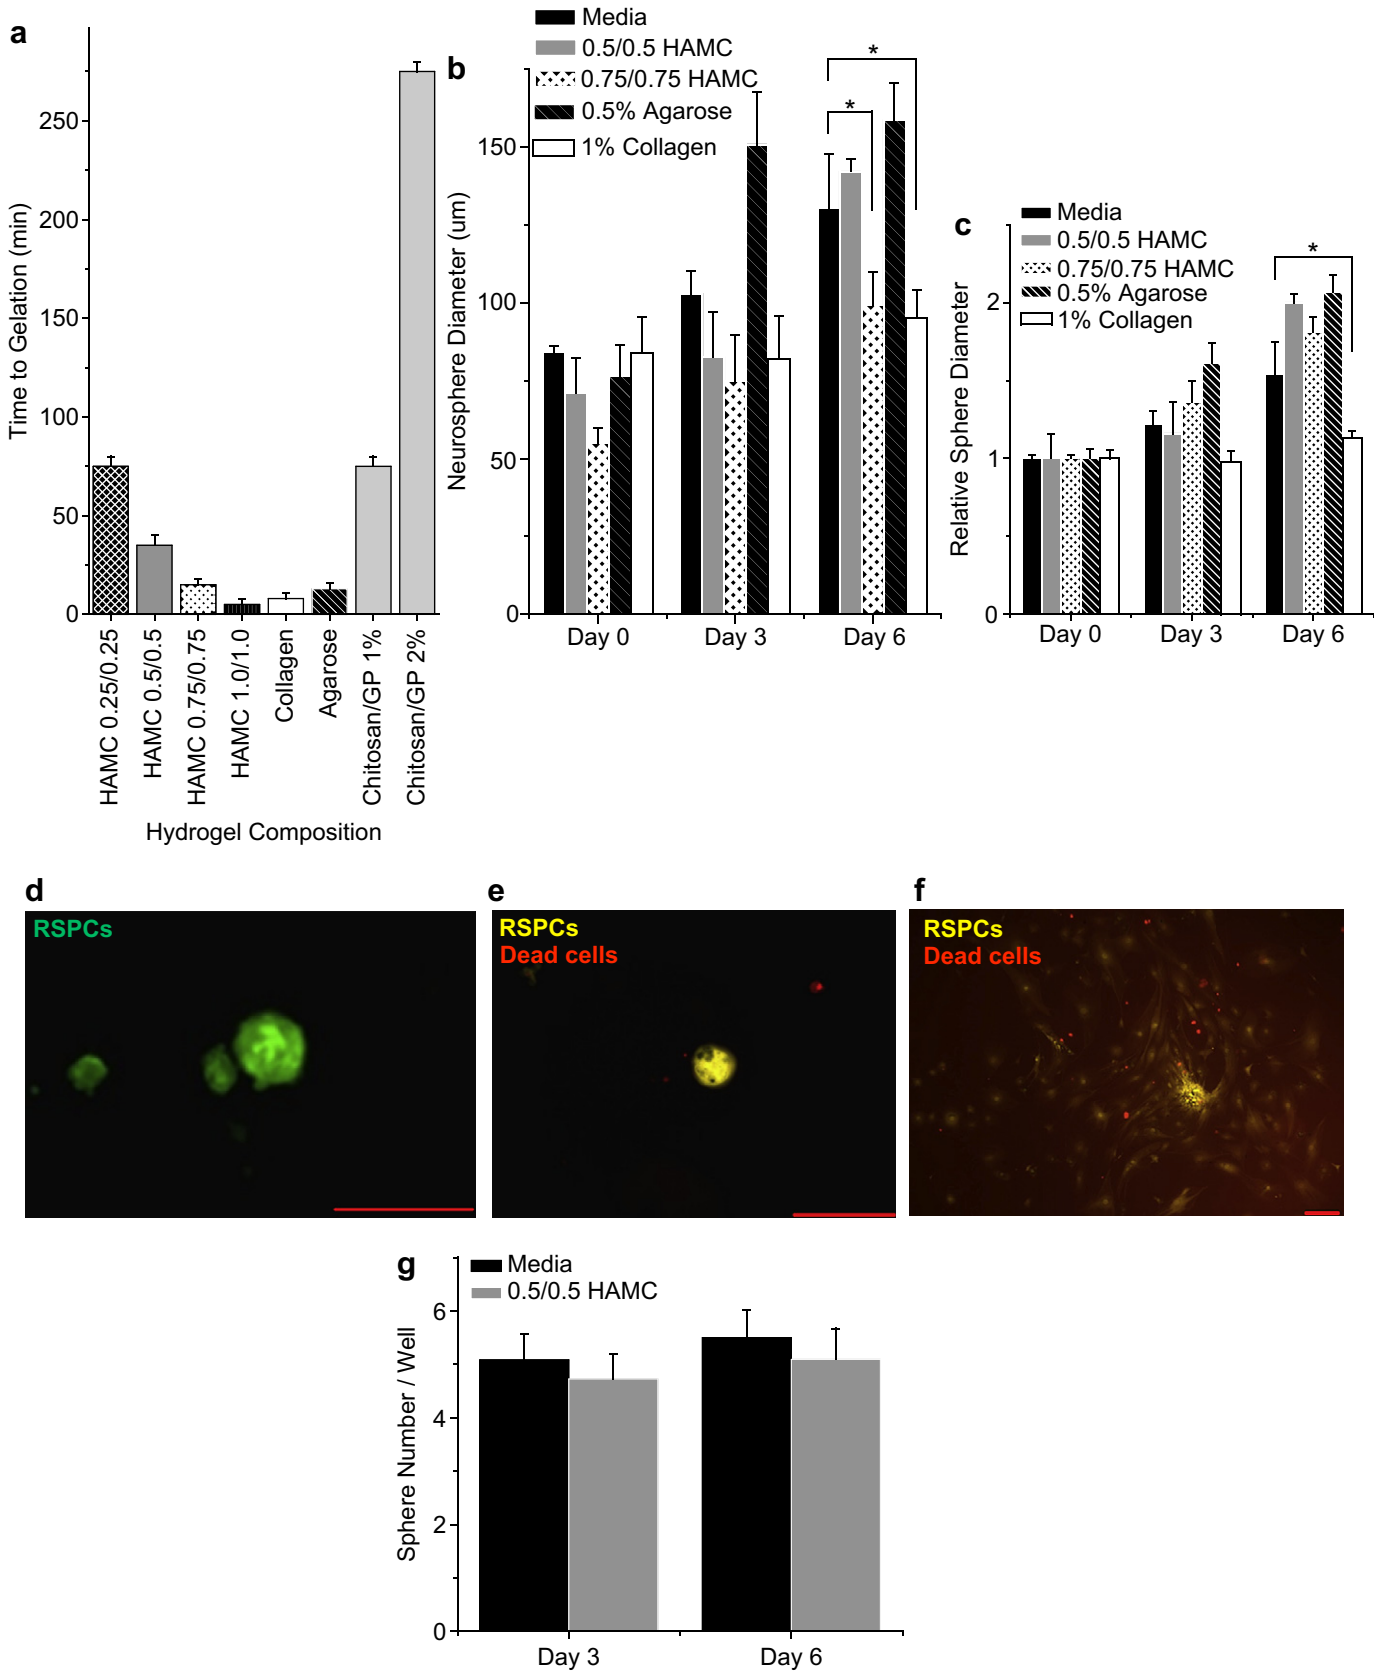 a
Time to Gelation (min)
250
200
150
100
50
0
HAMC 0.25/0.25
HAMC 0.5/0.5
HAMC 0.75/0.75
HAMC 1.0/1.0
Collagen
Agarose
Chitosan/GP 1%
Chitosan/GP 2%
Hydrogel Composition
b
Media
0.5/0.5 HAMC
0.75/0.75 HAMC
0.5% Agarose
1% Collagen
Neurosphere Diameter (um)
150
100
50
0
*
*
Day 0
Day 3
Day 6
c
Media
0.5/0.5 HAMC
0.75/0.75 HAMC
0.5% Agarose
1% Collagen
Relative Sphere Diameter
2
1
0
*
Day 0
Day 3
Day 6
d
RSPCs
e
RSPCs
Dead cells
f
RSPCs
Dead cells
g
Media
0.5/0.5 HAMC
Sphere Number / Well
6
4
2
0
Day 3
Day 6